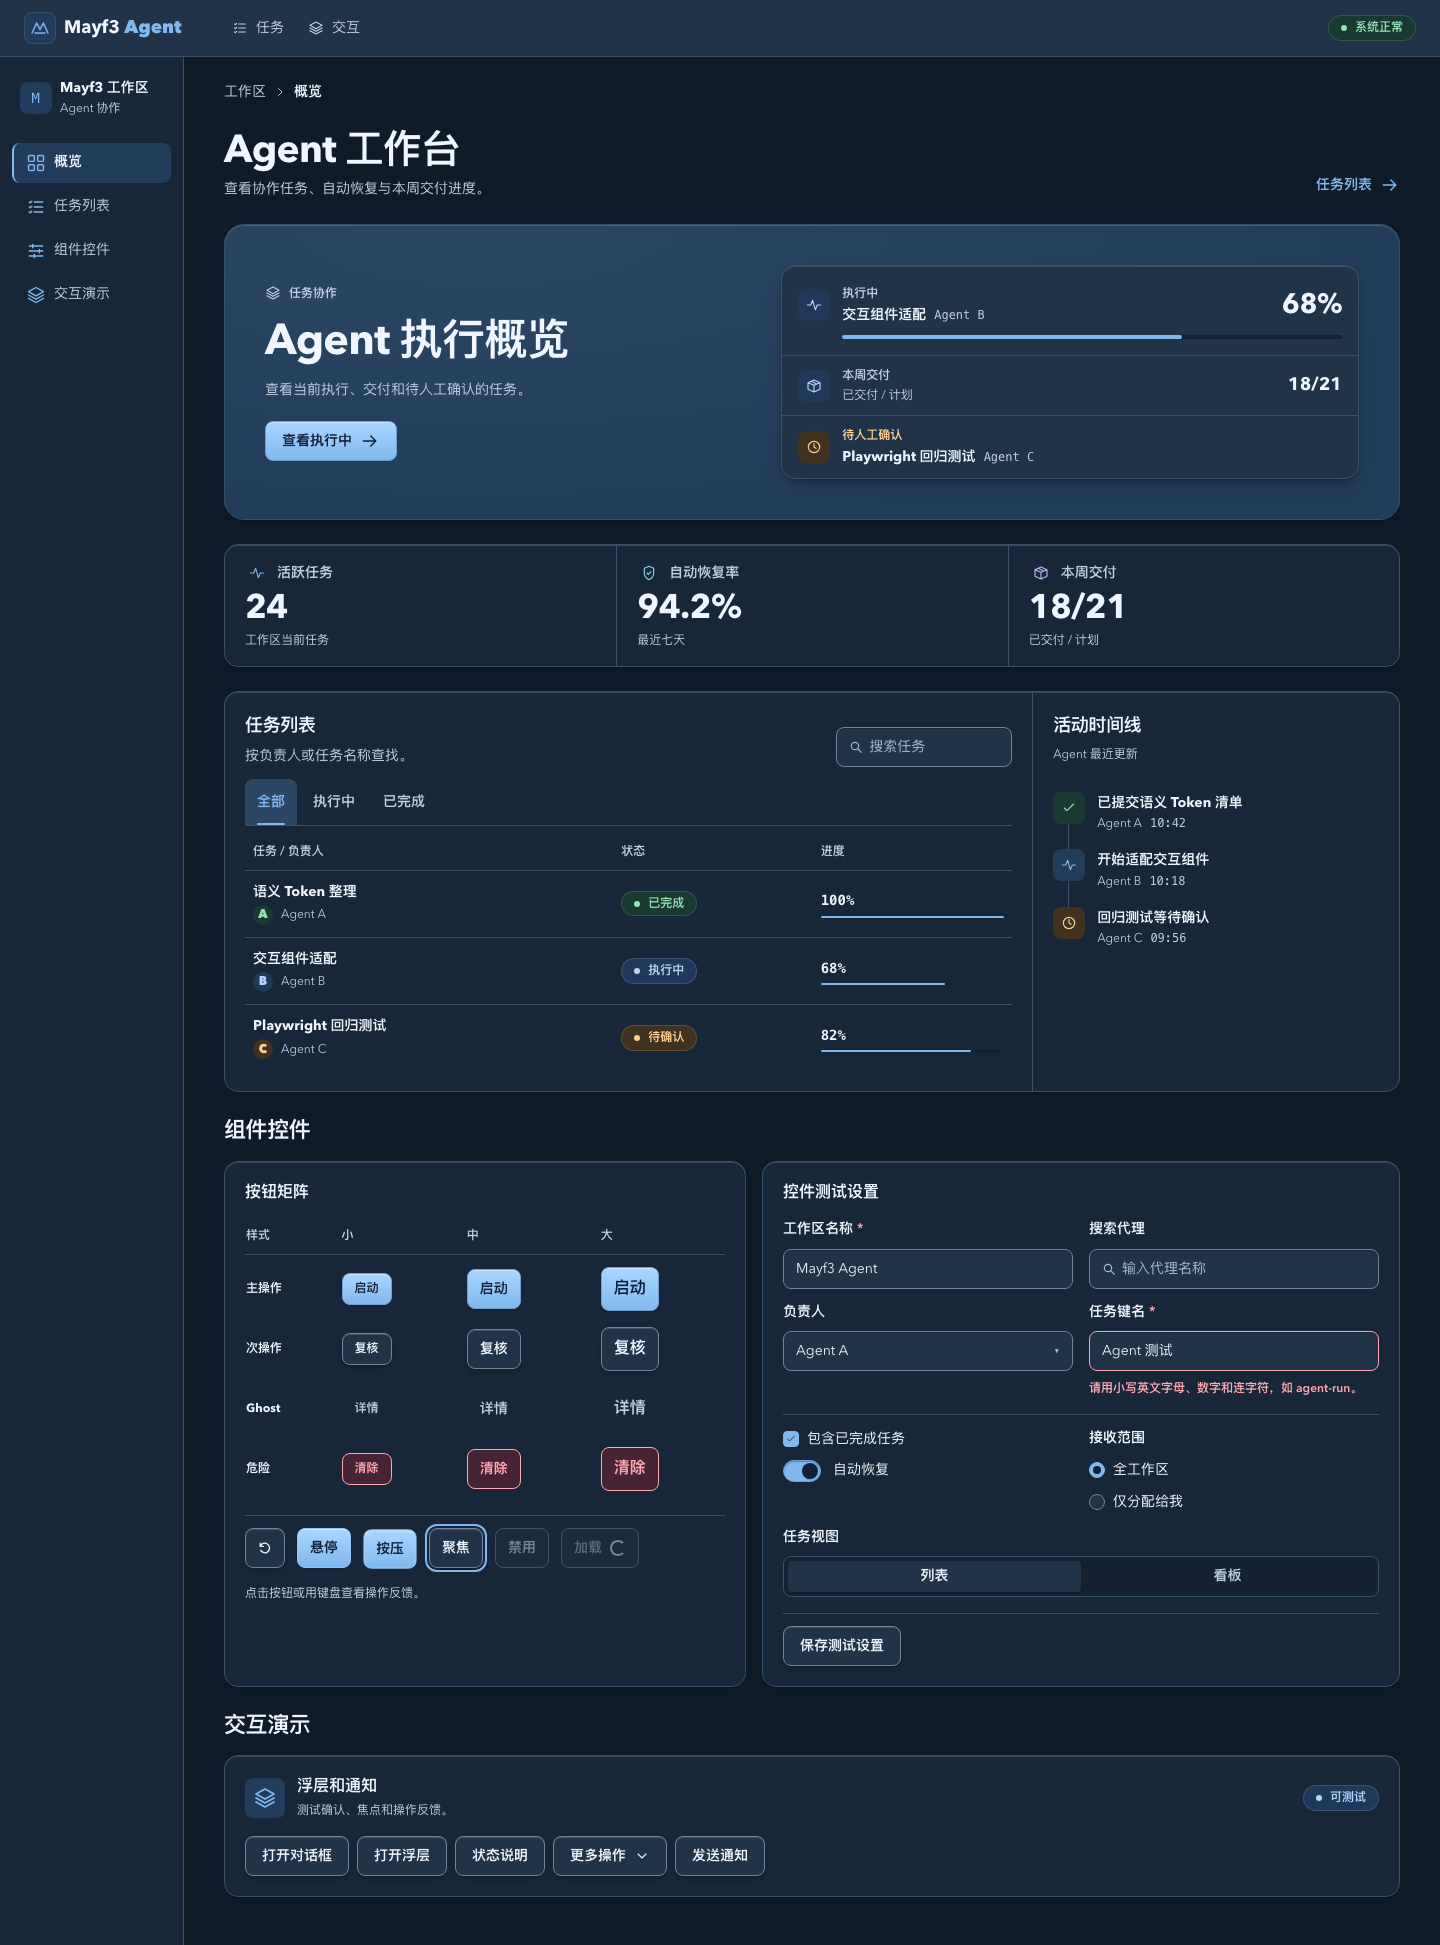 Mayf3 Agent
任务
交互
系统正常
M
Mayf3 工作区
Agent 协作
概览
任务列表
组件控件
交互演示
工作区 > 概览
Agent 工作台
查看协作任务、自动恢复与本周交付进度。
任务列表
任务协作
Agent 执行概览
查看当前执行、交付和待人工确认的任务。
查看执行中
执行中
交互组件适配 Agent B
68%
本周交付
已交付 / 计划
18/21
待人工确认
Playwright 回归测试 Agent C
活跃任务
24
工作区当前任务
自动恢复率
94.2%
最近七天
本周交付
18/21
已交付 / 计划
任务列表
按负责人或任务名称查找。
搜索任务
全部 执行中 已完成
任务 / 负责人 状态 进度
语义 Token 整理
A Agent A
已完成
100%
交互组件适配
B Agent B
执行中
68%
Playwright 回归测试
C Agent C
待确认
82%
活动时间线
Agent 最近更新
已提交语义 Token 清单
Agent A 10:42
开始适配交互组件
Agent B 10:18
回归测试等待确认
Agent C 09:56
组件控件
按钮矩阵
样式 小 中 大
主操作 启动 启动 启动
次操作 复核 复核 复核
Ghost 详情 详情 详情
危险 清除 清除 清除
悬停 按压 聚焦 禁用 加载
点击按钮或用键盘查看操作反馈。
控件测试设置
工作区名称 *
Mayf3 Agent
搜索代理
输入代理名称
负责人
Agent A
任务键名 *
Agent 测试
请用小写英文字母、数字和连字符，如 agent-run。
包含已完成任务
自动恢复
接收范围
全工作区
仅分配给我
任务视图
列表 看板
保存测试设置
交互演示
浮层和通知
测试确认、焦点和操作反馈。
可测试
打开对话框 打开浮层 状态说明 更多操作 发送通知